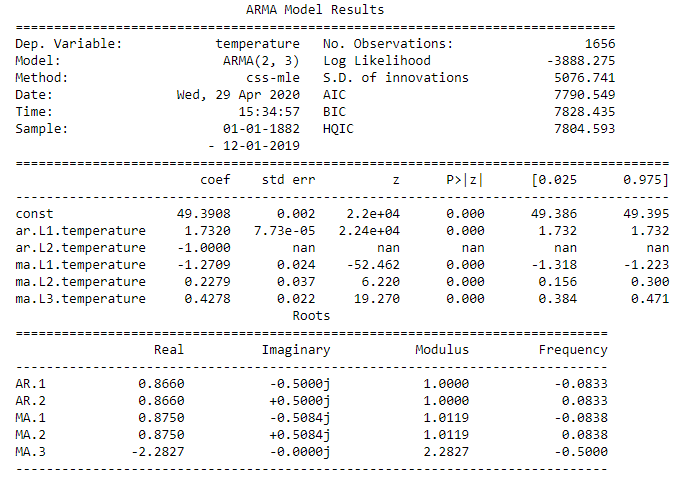 ARMA Model Results
==============================================================================
Dep. Variable: temperature No. Observations: 1656
Model: ARMA(2, 3) Log Likelihood -3888.275
Method: css-mle S.D. of innovations 5076.741
Date: Wed, 29 Apr 2020 AIC 7790.549
Time: 15:34:57 BIC 7828.435
Sample: 01-01-1882 HQIC 7804.593
- 12-01-2019
=====================================================================================
coef std err z P>|z| [0.025 0.975]
-------------------------------------------------------------------------------------
const 49.3908 0.002 2.2e+04 0.000 49.386 49.395
ar.L1.temperature 1.7320 7.73e-05 2.24e+04 0.000 1.732 1.732
ar.L2.temperature -1.0000 nan nan nan nan nan
ma.L1.temperature -1.2709 0.024 -52.462 0.000 -1.318 -1.223
ma.L2.temperature 0.2279 0.037 6.220 0.000 0.156 0.300
ma.L3.temperature 0.4278 0.022 19.270 0.000 0.384 0.471
Roots
=============================================================================
Real Imaginary Modulus Frequency
-----------------------------------------------------------------------------
AR.1 0.8660 -0.5000j 1.0000 -0.0833
AR.2 0.8660 +0.5000j 1.0000 0.0833
MA.1 0.8750 -0.5084j 1.0119 -0.0838
MA.2 0.8750 +0.5084j 1.0119 0.0838
MA.3 -2.2827 -0.0000j 2.2827 -0.5000
-----------------------------------------------------------------------------